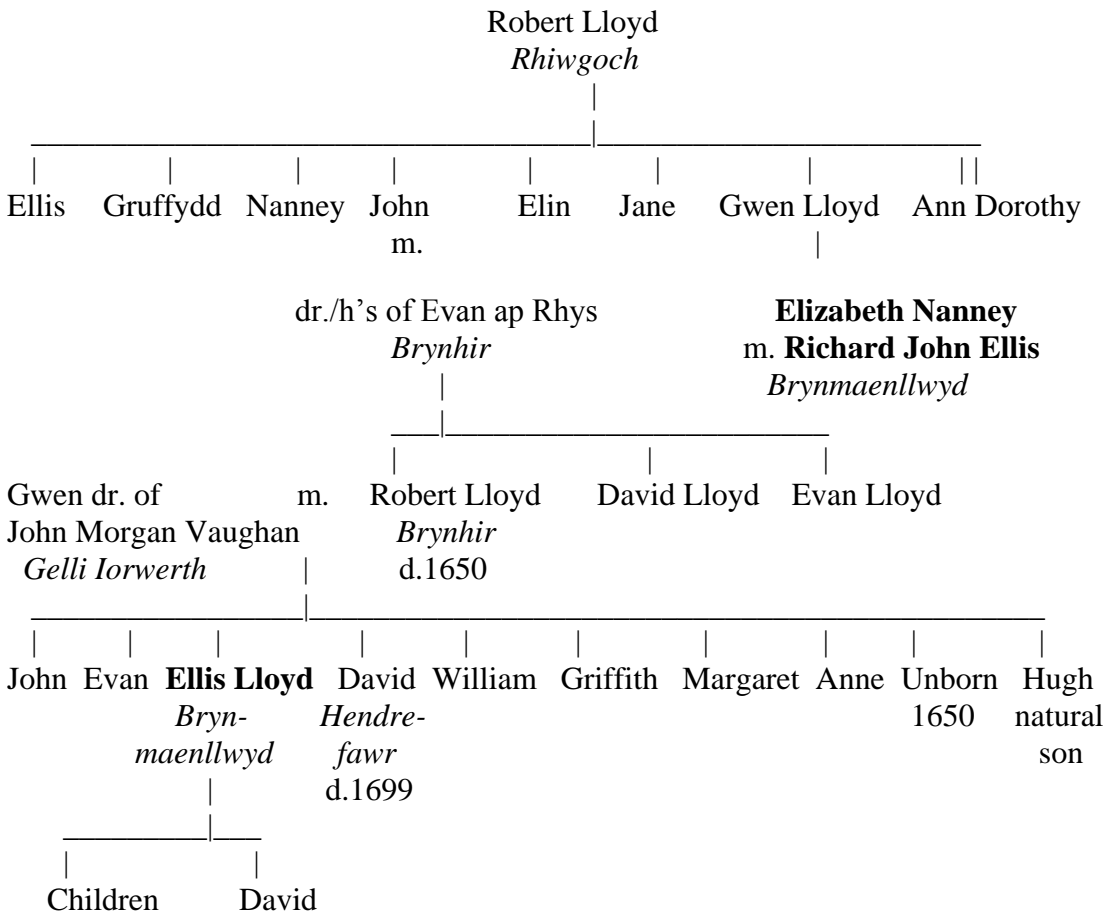 Robert Lloyd
Rhiwgoch
Ellis Gruffydd Nanney John Elin Jane Gwen Lloyd Ann Dorothy
m.
dr./h's of Evan ap Rhys Elizabeth Nanney
Brynhir m. Richard John Ellis
Brynmaenllwyd
Gwen dr. of m. Robert Lloyd David Lloyd Evan Lloyd
John Morgan Vaughan Brynhir
Gelli Iorwerth d.1650
John Evan Ellis Lloyd David William Griffith Margaret Anne Unborn Hugh
Bryn- Hendre- 1650 natural
maenllwyd fawr son
d.1699
Children David